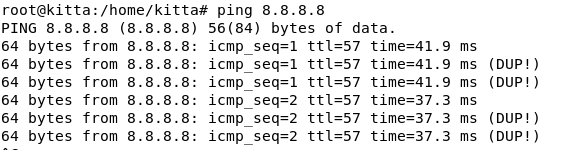 root@kitta:/home/kitta# ping 8.8.8.8
PING 8.8.8.8 (8.8.8.8) 56(84) bytes of data.
64 bytes from 8.8.8.8: icmp_seq=1 ttl=57 time=41.9 ms
64 bytes from 8.8.8.8: icmp_seq=1 ttl=57 time=41.9 ms (DUP!)
64 bytes from 8.8.8.8: icmp_seq=1 ttl=57 time=41.9 ms (DUP!)
64 bytes from 8.8.8.8: icmp_seq=2 ttl=57 time=37.3 ms
64 bytes from 8.8.8.8: icmp_seq=2 ttl=57 time=37.3 ms (DUP!)
64 bytes from 8.8.8.8: icmp_seq=2 ttl=57 time=37.3 ms (DUP!)